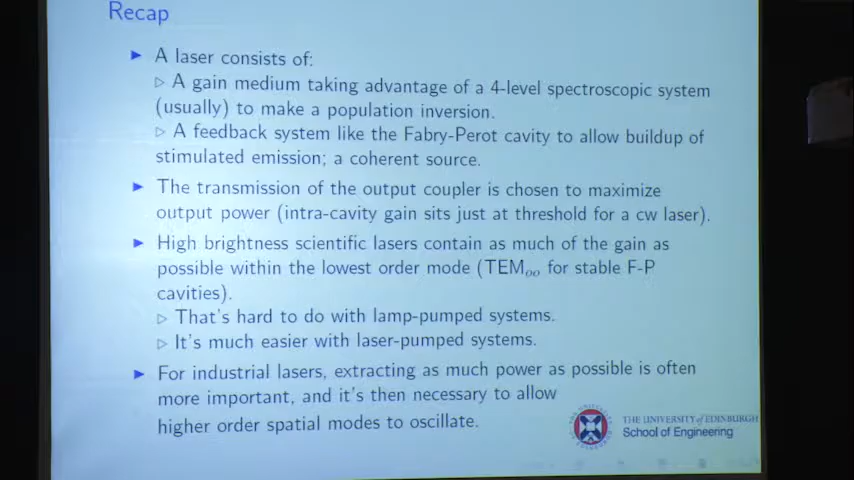 Recap
► A laser consists of:
▷ A gain medium taking advantage of a 4-level spectroscopic system
(usually) to make a population inversion.
▷ A feedback system like the Fabry-Perot cavity to allow buildup of
stimulated emission; a coherent source.
► The transmission of the output coupler is chosen to maximize
output power (intra-cavity gain sits just at threshold for a cw laser).
► High brightness scientific lasers contain as much of the gain as
possible within the lowest order mode (TEM₀₀ for stable F-P
cavities).
▷ That's hard to do with lamp-pumped systems.
▷ It's much easier with laser-pumped systems.
► For industrial lasers, extracting as much power as possible is often
more important, and it's then necessary to allow
higher order spatial modes to oscillate.
THE UNIVERSITY of EDINBURGH
School of Engineering